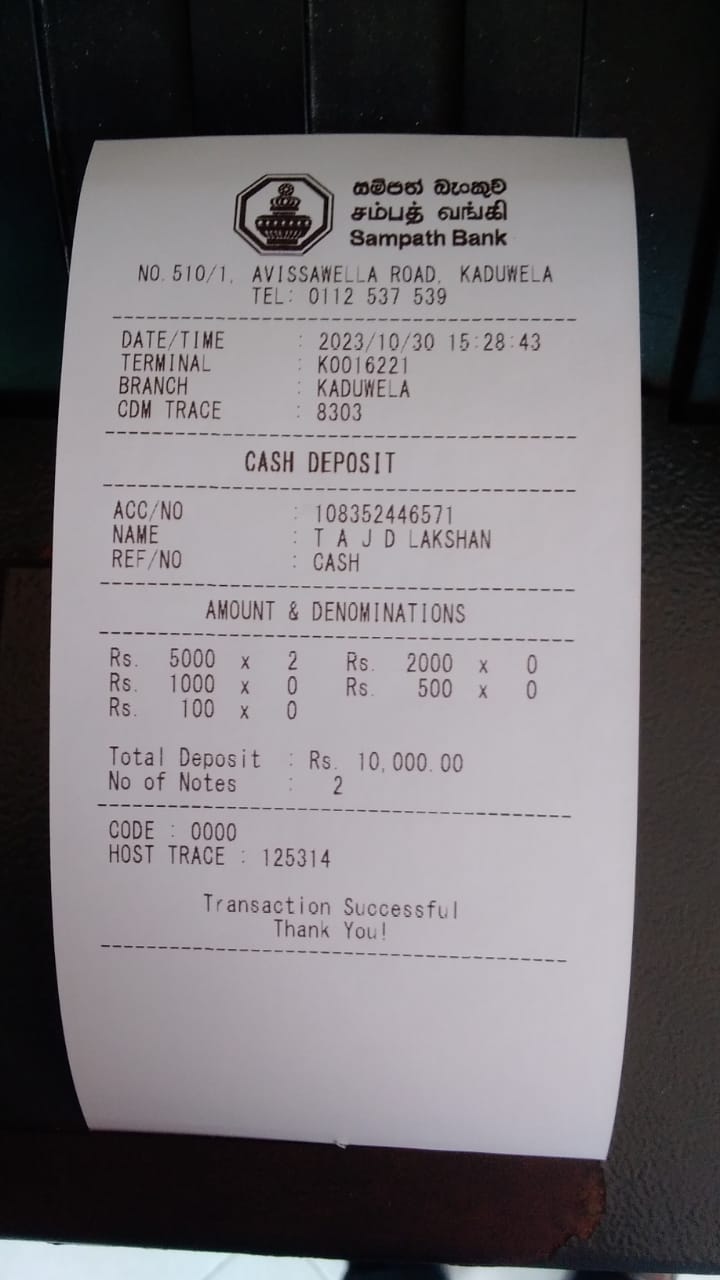 සම්පත් බැංකුව
சம்பத் வங்கி
Sampath Bank
NO.510/1, AVISSAWELLA ROAD, KADUWELA
TEL: 0112 537 539
DATE/TIME : 2023/10/30 15:28:43
TERMINAL : K0016221
BRANCH : KADUWELA
CDM TRACE : 8303
CASH DEPOSIT
ACC/NO : 108352446571
NAME : T A J D LAKSHAN
REF/NO : CASH
AMOUNT & DENOMINATIONS
Rs. 5000 x 2 Rs. 2000 x 0
Rs. 1000 x 0 Rs. 500 x 0
Rs. 100 x 0
Total Deposit : Rs. 10,000.00
No of Notes : 2
CODE : 0000
HOST TRACE : 125314
Transaction Successful
Thank You!